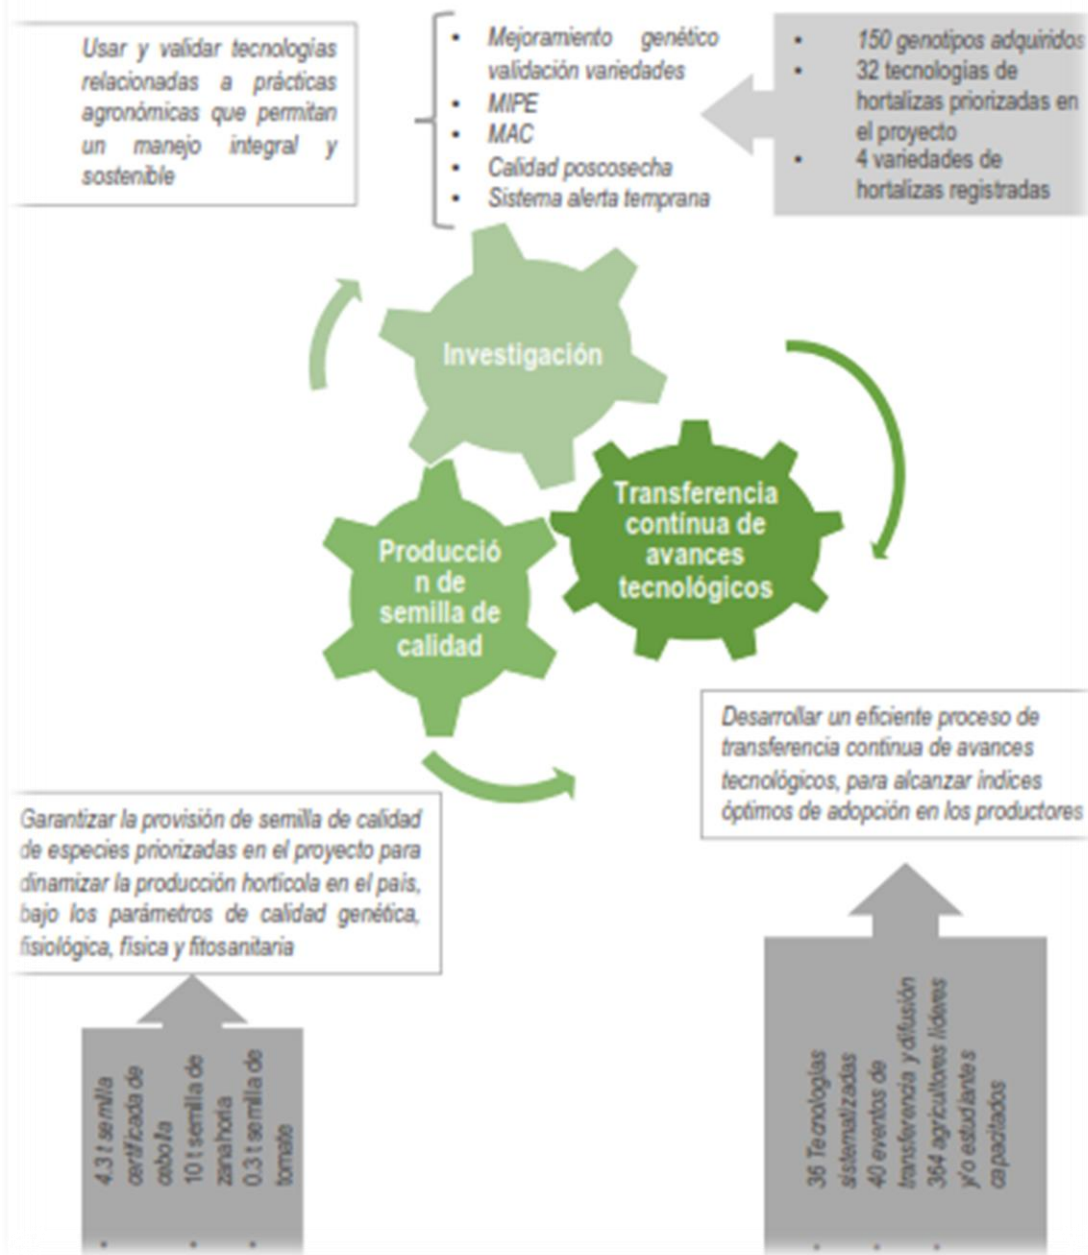 Usar y validar tecnologías
relacionadas a prácticas
agronómicas que permitan
un manejo integral y
sostenible
• Mejoramiento genético
validación variedades
• MIPE
• MAC
• Calidad poscosecha
• Sistema alerta temprana
• 150 genotipos adquiridos
• 32 tecnologías de
hortalizas priorizadas en
el proyecto
• 4 variedades de
hortalizas registradas
Investigación
Transferencia
contínua de
avances
tecnológicos
Producció
n de
semilla de
calidad
Desarrollar un eficiente proceso de
transferencia continua de avances
tecnológicos, para alcanzar índices
óptimos de adopción en los productores
Garantizar la provisión de semilla de calidad
de especies priorizadas en el proyecto para
dinamizar la producción hortícola en el país,
bajo los parámetros de calidad genética,
fisiológica, física y fitosanitaria
• 4.3 t semilla
certificada de
cebolla
• 10 t semilla de
zanahoria
• 0.3 t semilla de
tomate
• 36 Tecnologías
sistematizadas
• 40 eventos de
transferencia y difusión
• 364 agricultores líderes
y/o estudiantes
capacitados